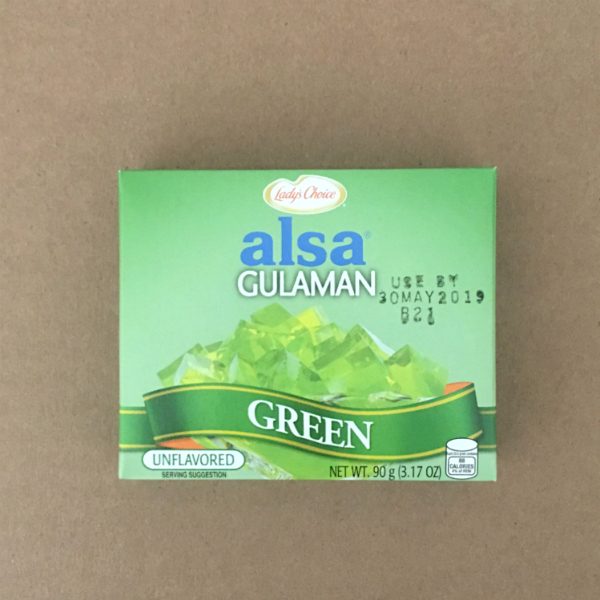 Lady's Choice
alsa®
GULAMAN
USE BY
30MAY2019
B21
GREEN
UNFLAVORED
SERVING SUGGESTION
NET WT. 90 g (3.17 OZ)
CALORIES